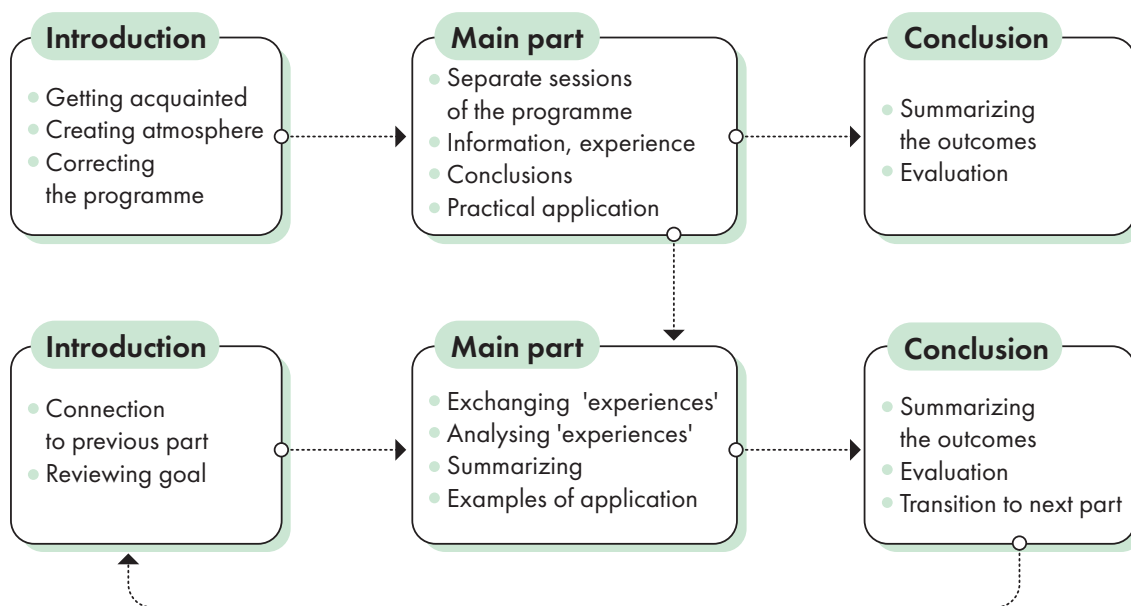 Introduction
Getting acquainted
Creating atmosphere
Correcting
the programme
Main part
Separate sessions
of the programme
Information, experience
Conclusions
Practical application
Conclusion
Summarizing
the outcomes
Evaluation
Introduction
Connection
to previous part
Reviewing goal
Main part
Exchanging 'experiences'
Analysing 'experiences'
Summarizing
Examples of application
Conclusion
Summarizing
the outcomes
Evaluation
Transition to next part